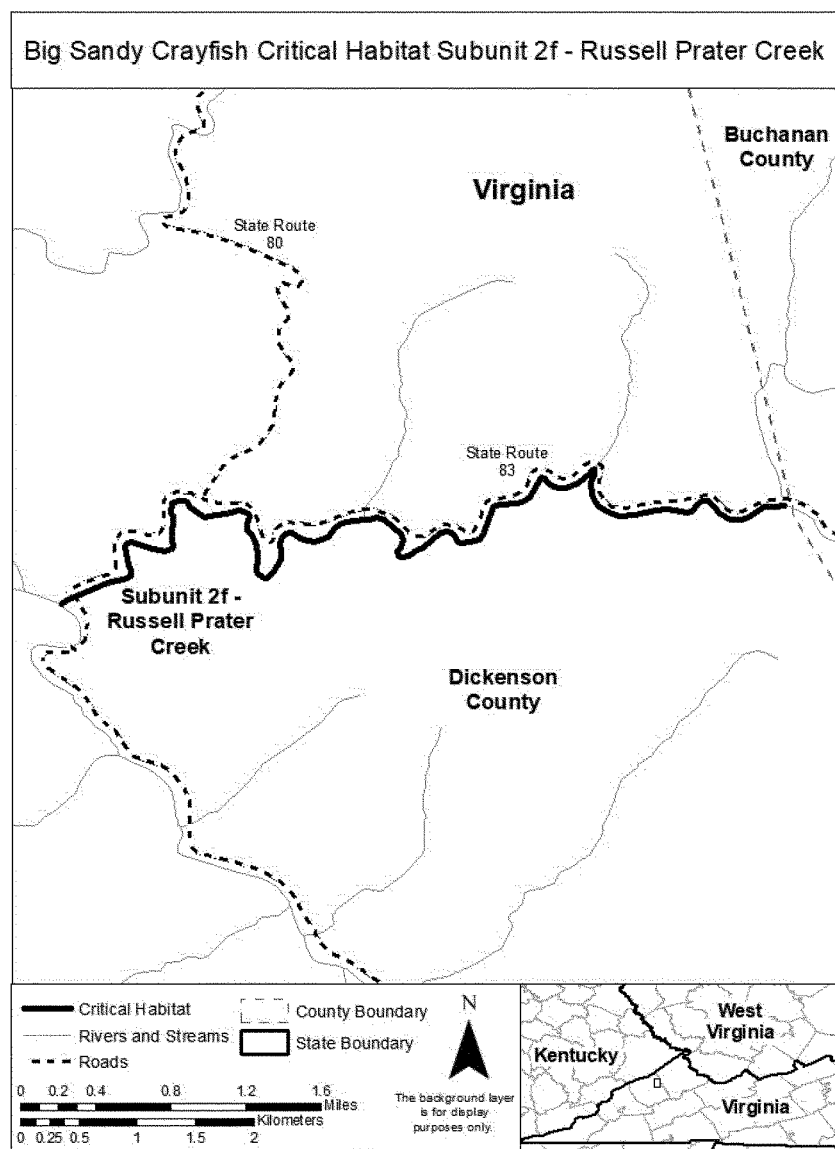 Big Sandy Crayfish Critical Habitat Subunit 2f - Russell Prater Creek
Buchanan
County
Virginia
State Route
80
State Route
83
Subunit 2f -
Russell Prater
Creek
Dickenson
County
Critical Habitat
Rivers and Streams
Roads
County Boundary
State Boundary
N
The background layer
is for display
purposes only.
0 0.2 0.4 0.8 1.2 1.6
Miles
Kilometers
0 0.25 0.5 1 1.5 2
West
Virginia
Kentucky
Virginia